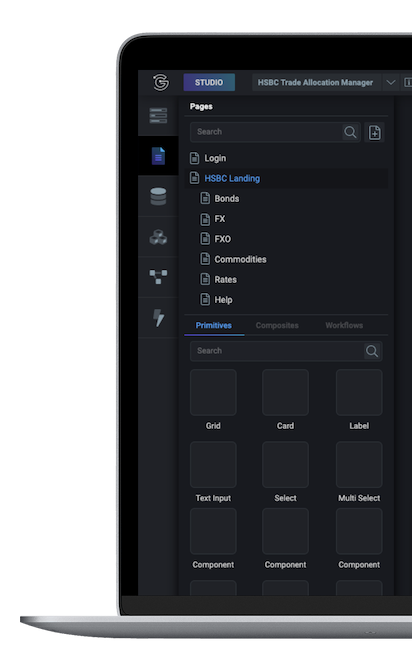 STUDIO HSBC Trade Allocation Manager
Pages
Search
Login
HSBC Landing
Bonds
FX
FXO
Commodities
Rates
Help
Primitives Composites Workflows
Search
Grid Card Label
Text Input Select Multi Select
Component Component Component